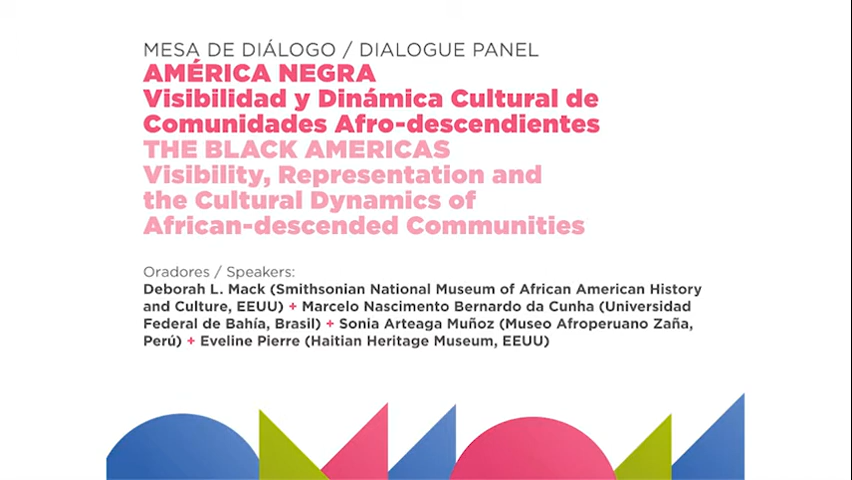 MESA DE DIÁLOGO / DIALOGUE PANEL
AMÉRICA NEGRA
Visibilidad y Dinámica Cultural de
Comunidades Afro-descendientes
THE BLACK AMERICAS
Visibility, Representation and
the Cultural Dynamics of
African-descended Communities
Oradores / Speakers:
Deborah L. Mack (Smithsonian National Museum of African American History
and Culture, EEUU) + Marcelo Nascimento Bernardo da Cunha (Universidad
Federal de Bahía, Brasil) + Sonia Arteaga Muñoz (Museo Afroperuano Zaña,
Perú) + Eveline Pierre (Haitian Heritage Museum, EEUU)